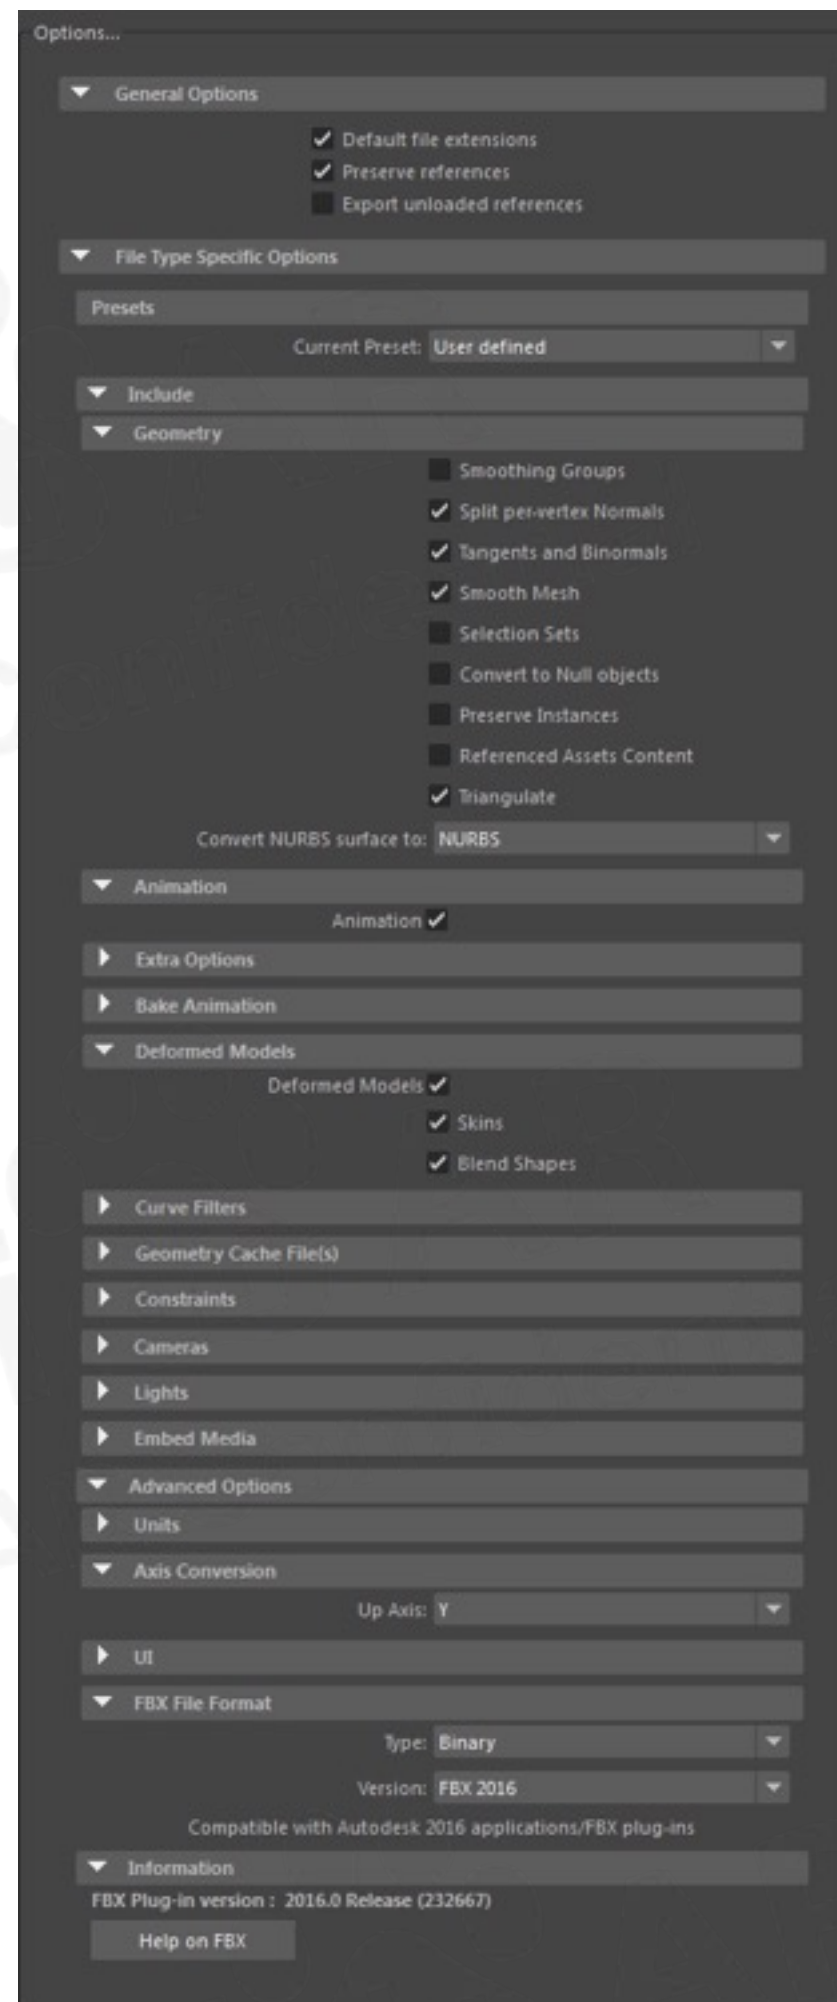 Options...
General Options
Default file extensions
Preserve references
Export unloaded references
File Type Specific Options
Presets
Current Preset: User defined
Include
Geometry
Smoothing Groups
Split per-vertex Normals
Tangents and Binormals
Smooth Mesh
Selection Sets
Convert to Null objects
Preserve Instances
Referenced Assets Content
Triangulate
Convert NURBS surface to: NURBS
Animation
Animation
Extra Options
Bake Animation
Deformed Models
Deformed Models
Skins
Blend Shapes
Curve Filters
Geometry Cache File(s)
Constraints
Cameras
Lights
Embed Media
Advanced Options
Units
Axis Conversion
Up Axis: Y
UI
FBX File Format
Type: Binary
Version: FBX 2016
Compatible with Autodesk 2016 applications/FBX plug-ins
Information
FBX Plug-in version : 2016.0 Release (232667)
Help on FBX